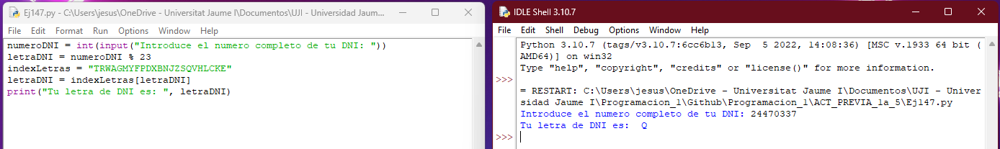 Ej147.py - C:\Users\jesus\OneDrive - Universitat Jaume I\Documentos\UJI - Universidad Jaum...
File Edit Format Run Options Window Help
numeroDNI = int(input("Introduce el numero completo de tu DNI: "))
letraDNI = numeroDNI % 23
indexLetras = "TRWAGMYFPDXBNJZSQVHLCKE"
letraDNI = indexLetras[letraDNI]
print("Tu letra de DNI es: ", letraDNI)
IDLE Shell 3.10.7
File Edit Shell Debug Options Window Help
Python 3.10.7 (tags/v3.10.7:6cc6b13, Sep  5 2022, 14:08:36) [MSC v.1933 64 bit (
AMD64)] on win32
Type "help", "copyright", "credits" or "license()" for more information.
>>>
= RESTART: C:\Users\jesus\OneDrive - Universitat Jaume I\Documentos\UJI - Univer
sidad Jaume I\Programacion_1\Github\Programacion_1\ACT_PREVIA_la_5\Ej147.py
Introduce el numero completo de tu DNI: 24470337
Tu letra de DNI es:  Q
>>>